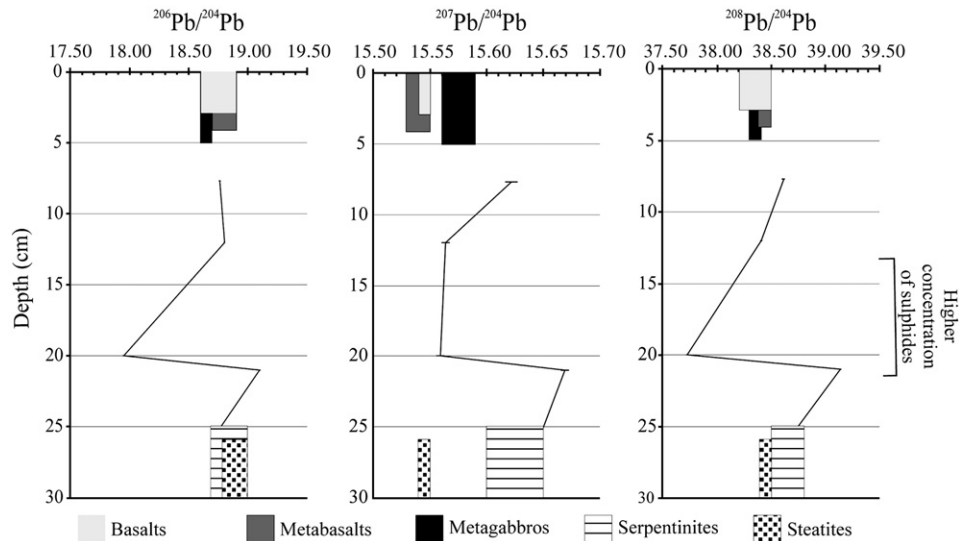 206Pb/204Pb
17.50 18.00 18.50 19.00 19.50
207Pb/204Pb
15.50 15.55 15.60 15.65 15.70
208Pb/204Pb
37.50 38.00 38.50 39.00 39.50
Depth (cm)
0
5
10
15
20
25
30
0
5
10
15
20
25
30
0
5
10
15
20
25
30
Higher
concentration
of sulphides
Basalts Metabasalts Metagabbros Serpentinites Steatites